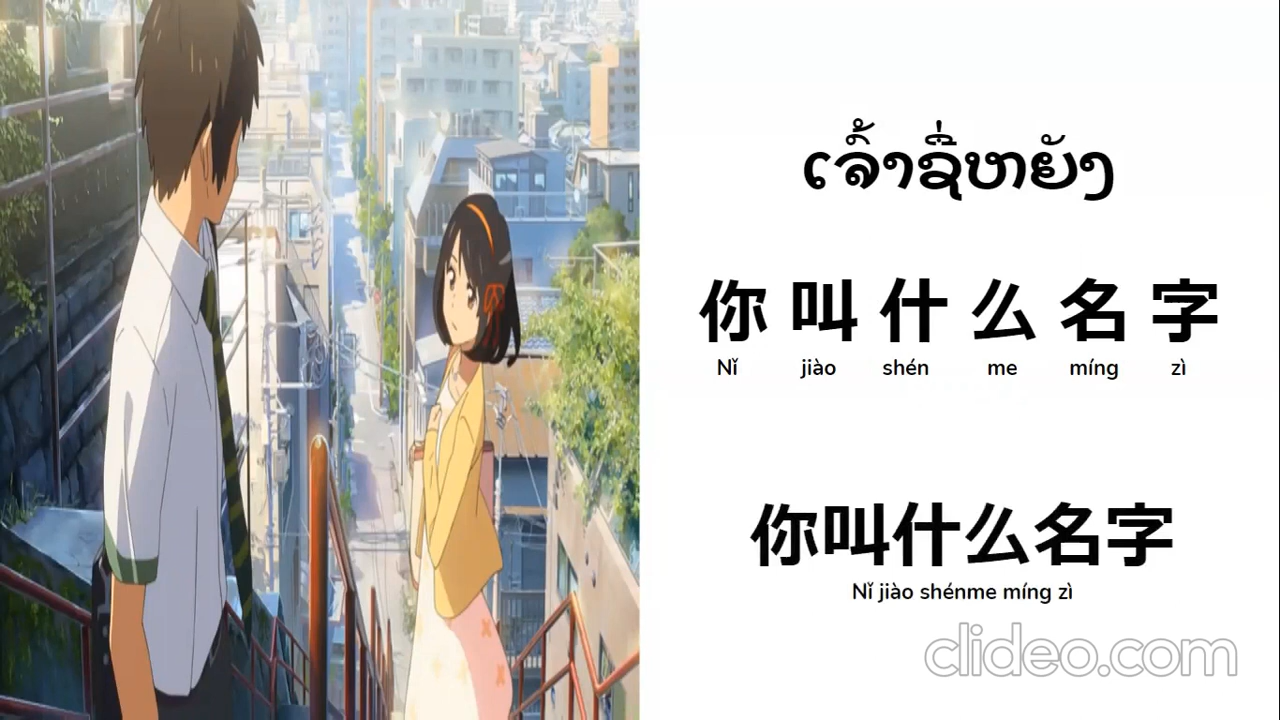 ເຈົ້າຊື່ຫຍັງ
你 叫 什 么 名 字
Nǐ jiào shén me míng zì
你叫什么名字
Nǐ jiào shénme míng zì
clideo.com